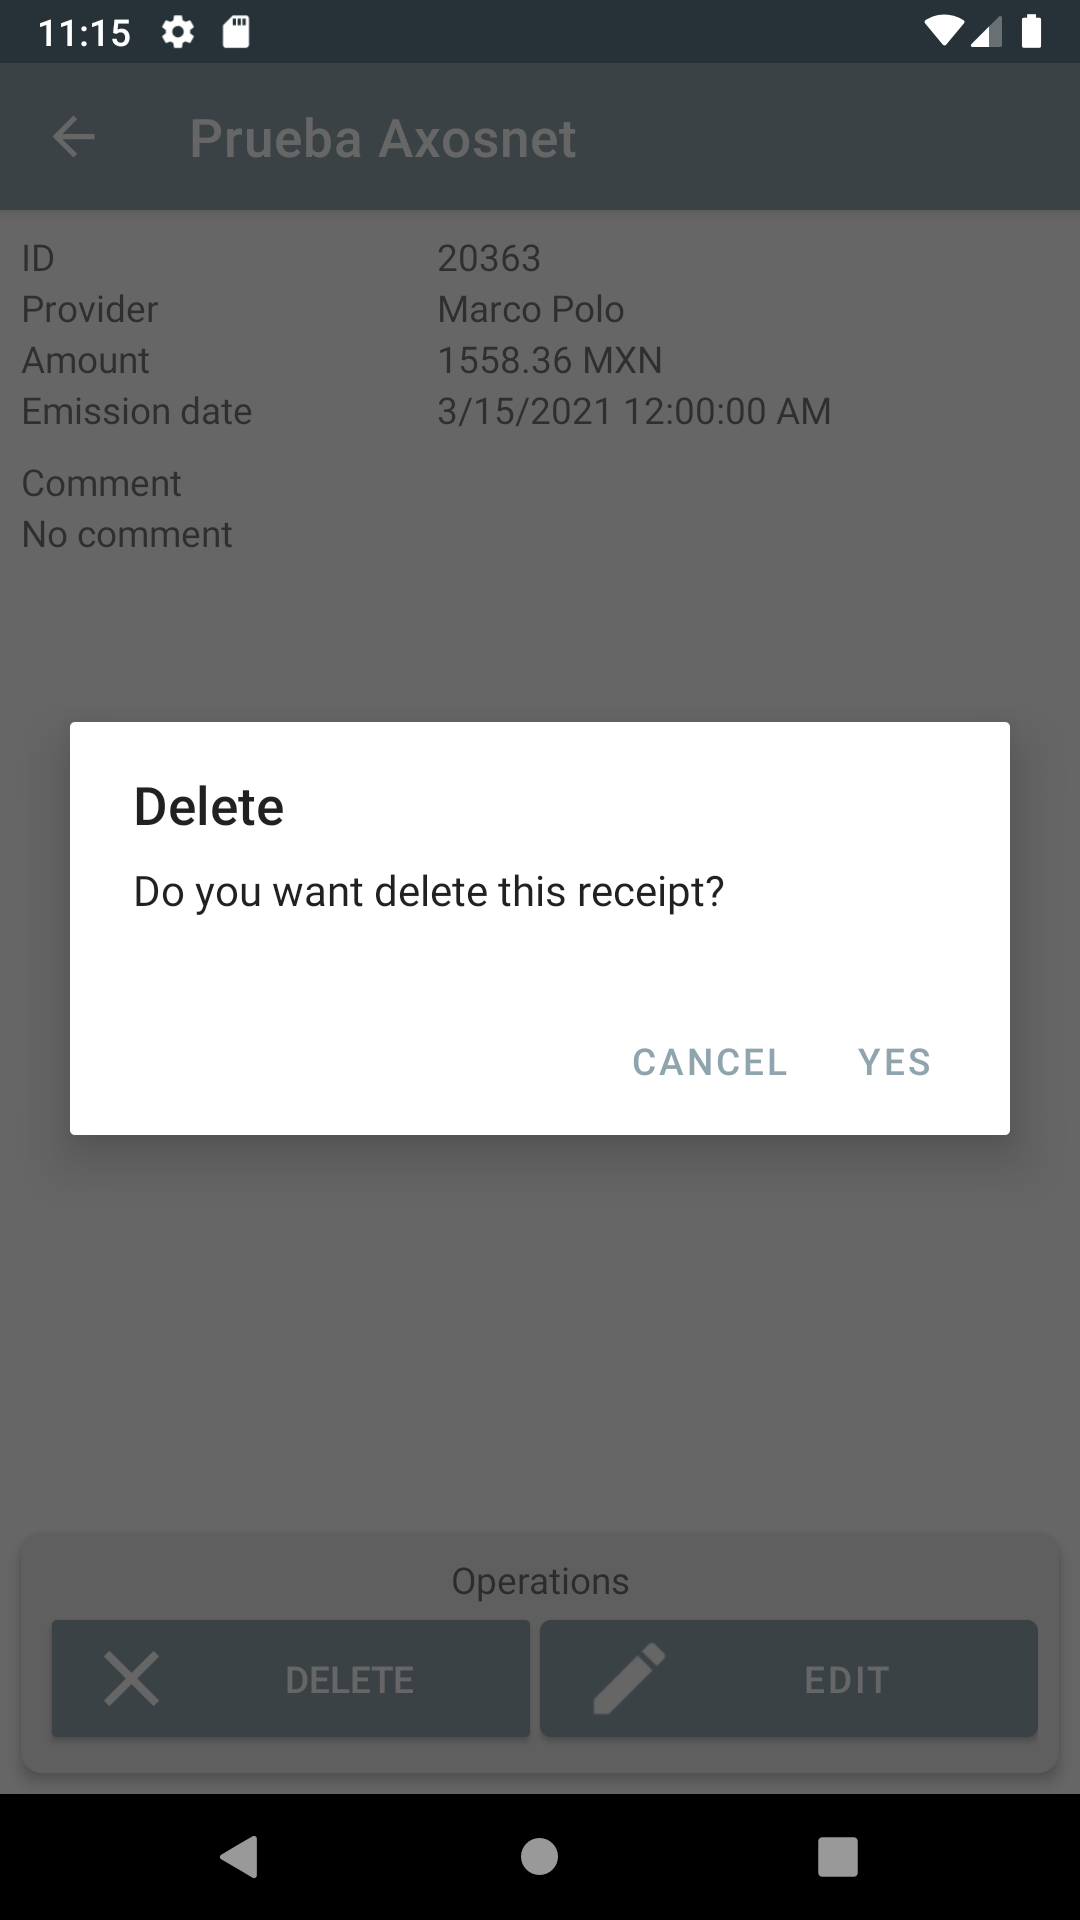 11:15
Prueba Axosnet
ID 20363
Provider Marco Polo
Amount 1558.36 MXN
Emission date 3/15/2021 12:00:00 AM
Comment
No comment
Delete
Do you want delete this receipt?
CANCEL YES
Operations
DELETE EDIT